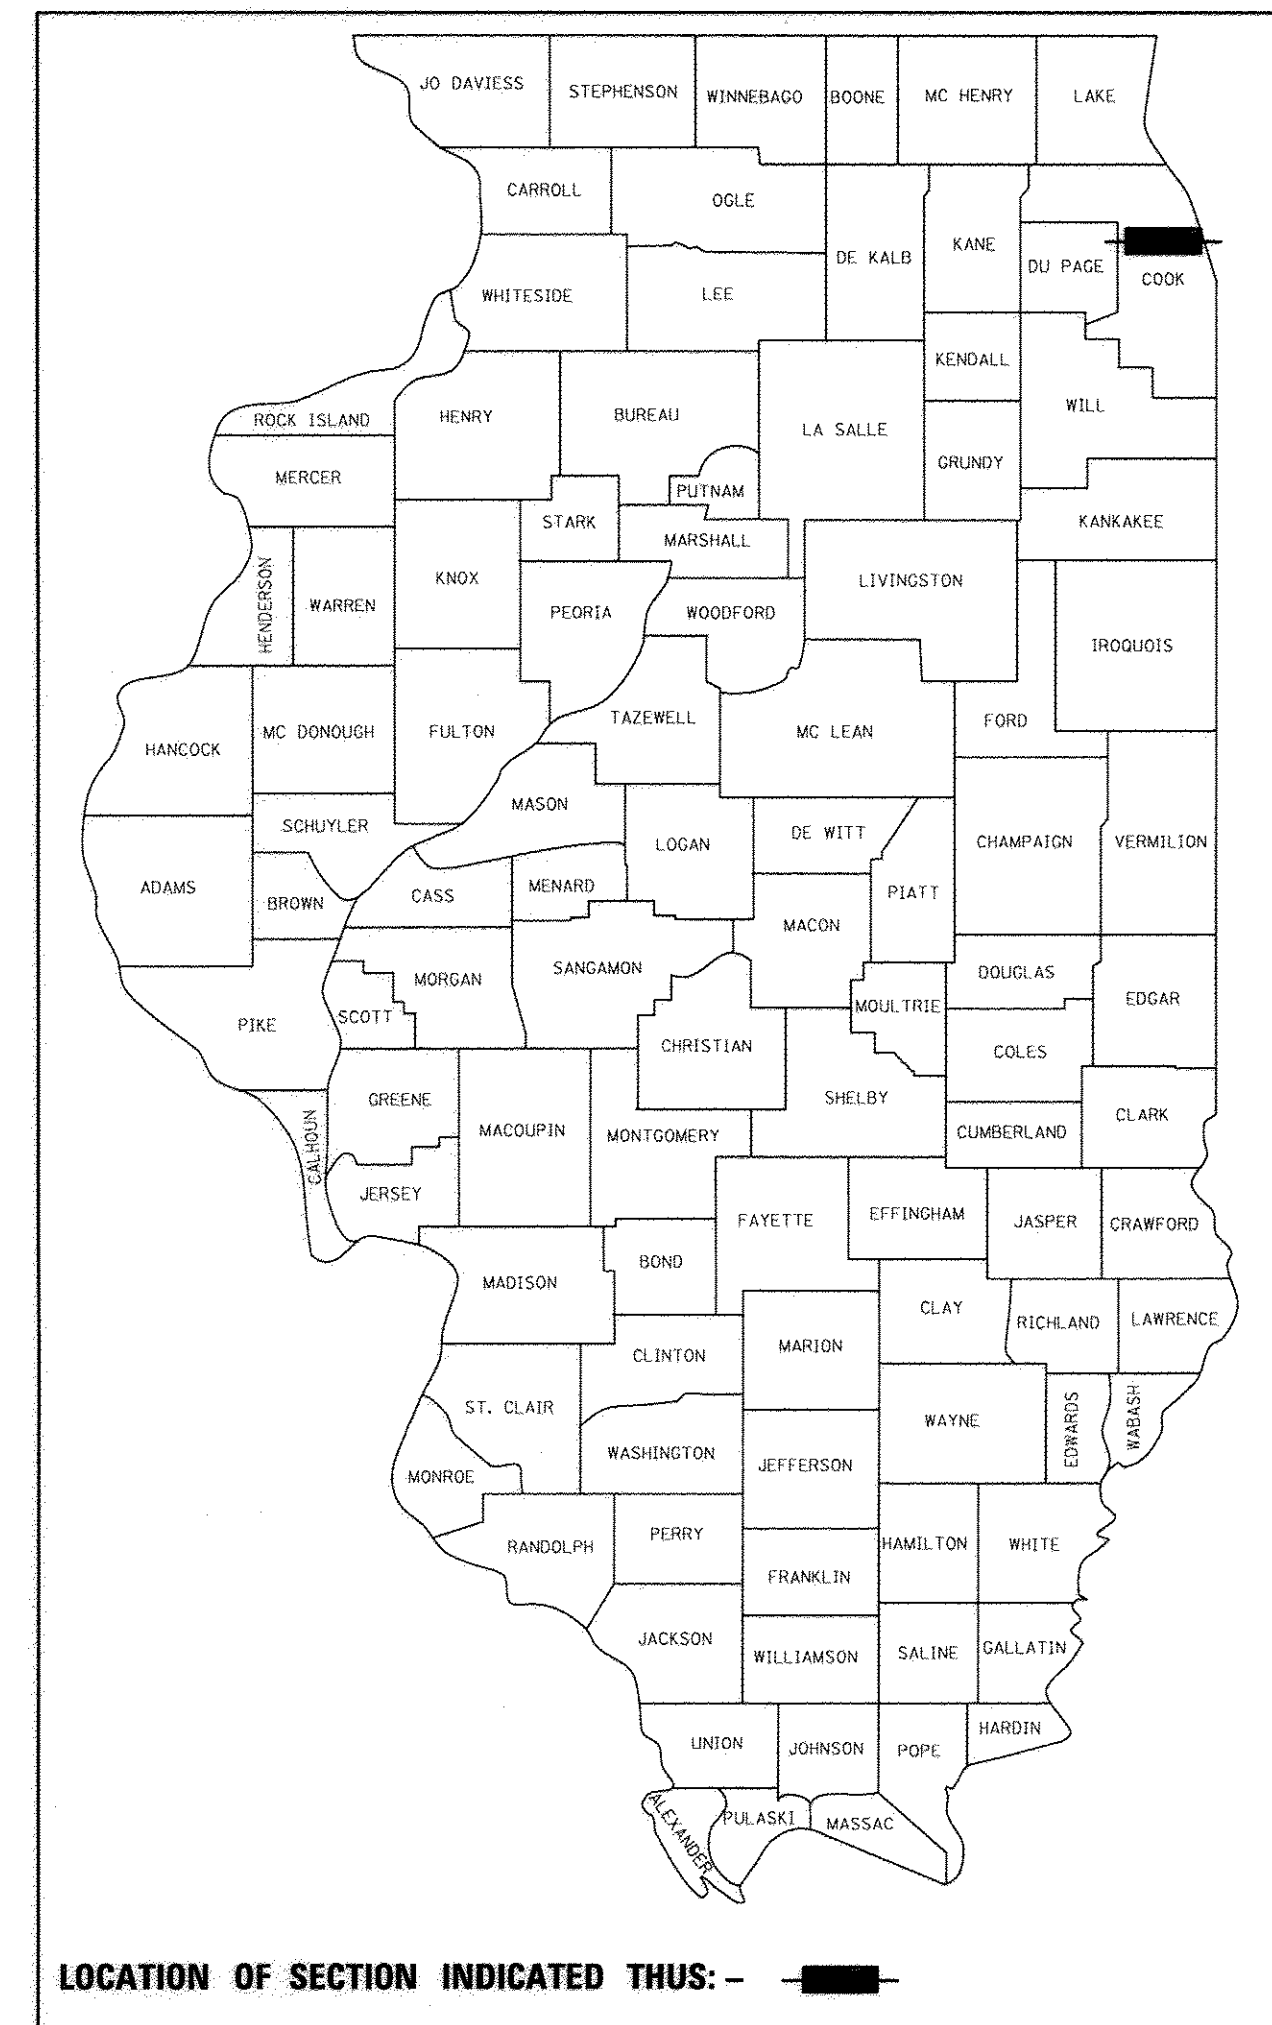 JO DAVIESS
STEPHENSON
WINNEBAGO
BOONE
MC HENRY
LAKE
CARROLL
OGLE
DE KALB
KANE
DU PAGE
COOK
WHITESIDE
LEE
KENDALL
WILL
ROCK ISLAND
HENRY
BUREAU
LA SALLE
GRUNDY
MERCER
PUTNAM
STARK
MARSHALL
KANKAKEE
HENDERSON
WARREN
KNOX
PEORIA
WOODFORD
LIVINGSTON
IROQUOIS
HANCOCK
MC DONOUGH
FULTON
TAZEWELL
MC LEAN
FORD
SCHUYLER
MASON
LOGAN
DE WITT
CHAMPAIGN
VERMILION
ADAMS
BROWN
CASS
MENARD
PIATT
MACON
PIKE
SCOTT
MORGAN
SANGAMON
CHRISTIAN
MOULTRIE
DOUGLAS
EDGAR
COLES
SHELBY
CALHOUN
GREENE
MACOUPIN
MONTGOMERY
CUMBERLAND
CLARK
JERSEY
FAYETTE
EFFINGHAM
JASPER
CRAWFORD
MADISON
BOND
CLAY
RICHLAND
LAWRENCE
CLINTON
MARION
ST. CLAIR
WAYNE
EDWARDS
WABASH
MONROE
WASHINGTON
JEFFERSON
RANDOLPH
PERRY
HAMILTON
WHITE
FRANKLIN
JACKSON
WILLIAMSON
SALINE
GALLATIN
UNION
JOHNSON
POPE
HARDIN
ALEXANDER
PULASKI
MASSAC
LOCATION OF SECTION INDICATED THUS: –